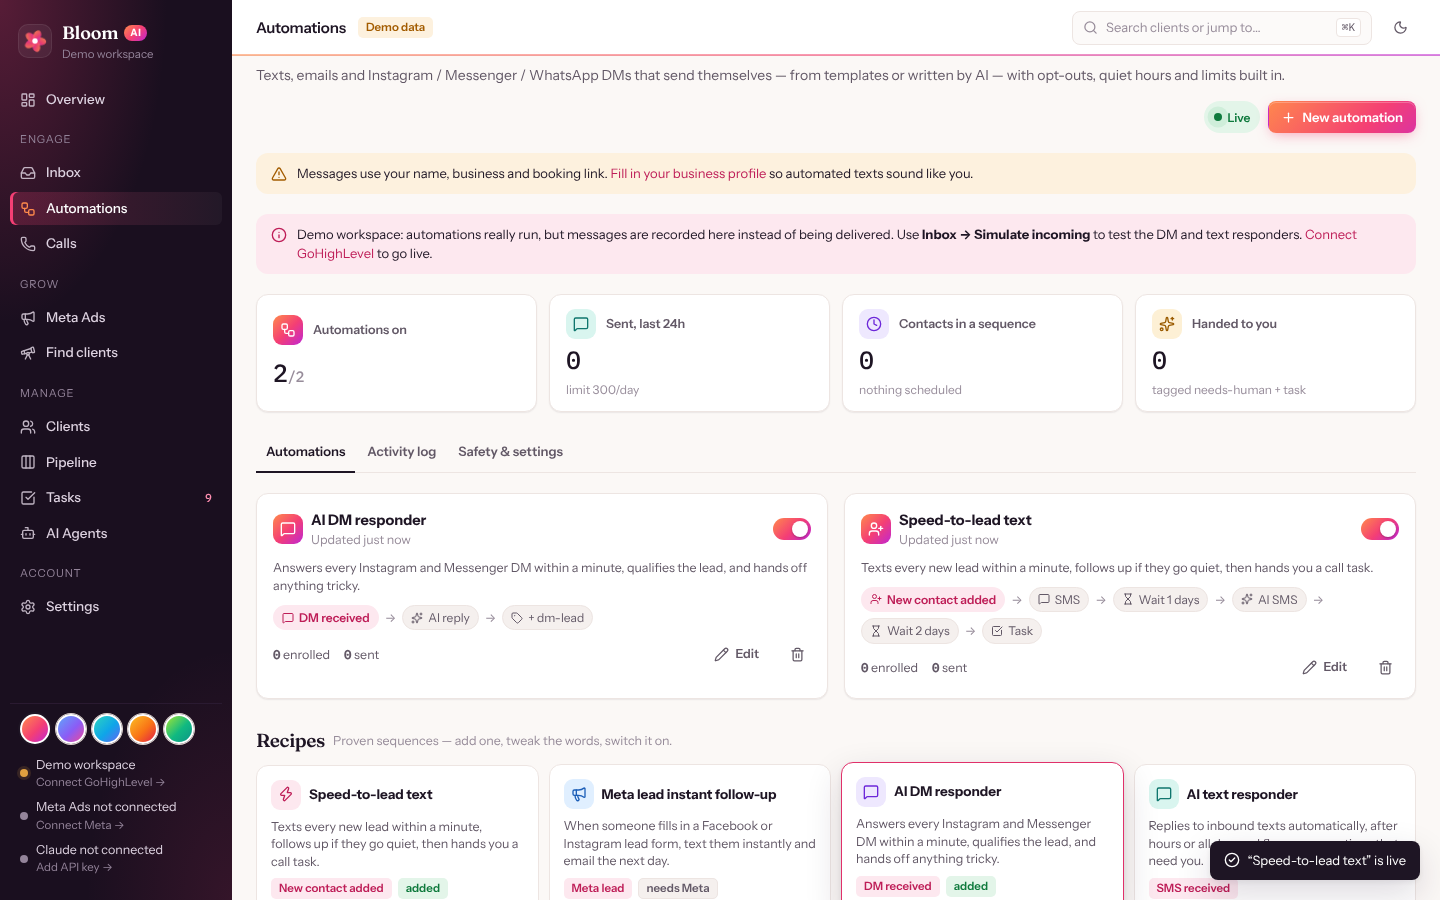 Bloom AI
Demo workspace
Overview
ENGAGE
Inbox
Automations
Calls
GROW
Meta Ads
Find clients
MANAGE
Clients
Pipeline
Tasks 9
AI Agents
ACCOUNT
Settings
Demo workspace
Connect GoHighLevel →
Meta Ads not connected
Connect Meta →
Claude not connected
Add API key →
Automations Demo data
Search clients or jump to... ⌘K
Texts, emails and Instagram / Messenger / WhatsApp DMs that send themselves — from templates or written by AI — with opt-outs, quiet hours and limits built in.
Live
New automation
Messages use your name, business and booking link. Fill in your business profile so automated texts sound like you.
Demo workspace: automations really run, but messages are recorded here instead of being delivered. Use Inbox → Simulate incoming to test the DM and text responders. Connect
GoHighLevel to go live.
Automations on
2/2
Sent, last 24h
0
limit 300/day
Contacts in a sequence
0
nothing scheduled
Handed to you
0
tagged needs-human + task
Automations Activity log Safety & settings
AI DM responder
Updated just now
Answers every Instagram and Messenger DM within a minute, qualifies the lead, and hands off
anything tricky.
DM received → AI reply → + dm-lead
0 enrolled 0 sent
Edit
Speed-to-lead text
Updated just now
Texts every new lead within a minute, follows up if they go quiet, then hands you a call task.
New contact added → SMS → Wait 1 days → AI SMS →
Wait 2 days → Task
0 enrolled 0 sent
Edit
Recipes Proven sequences — add one, tweak the words, switch it on.
Speed-to-lead text
Texts every new lead within a minute,
follows up if they go quiet, then hands you a
call task.
New contact added added
Meta lead instant follow-up
When someone fills in a Facebook or
Instagram lead form, text them instantly and
email the next day.
Meta lead needs Meta
AI DM responder
Answers every Instagram and Messenger
DM within a minute, qualifies the lead, and
hands off anything tricky.
DM received added
AI text responder
Replies to inbound texts automatically, after
hours or all
need you.
SMS received
“Speed-to-lead text” is live